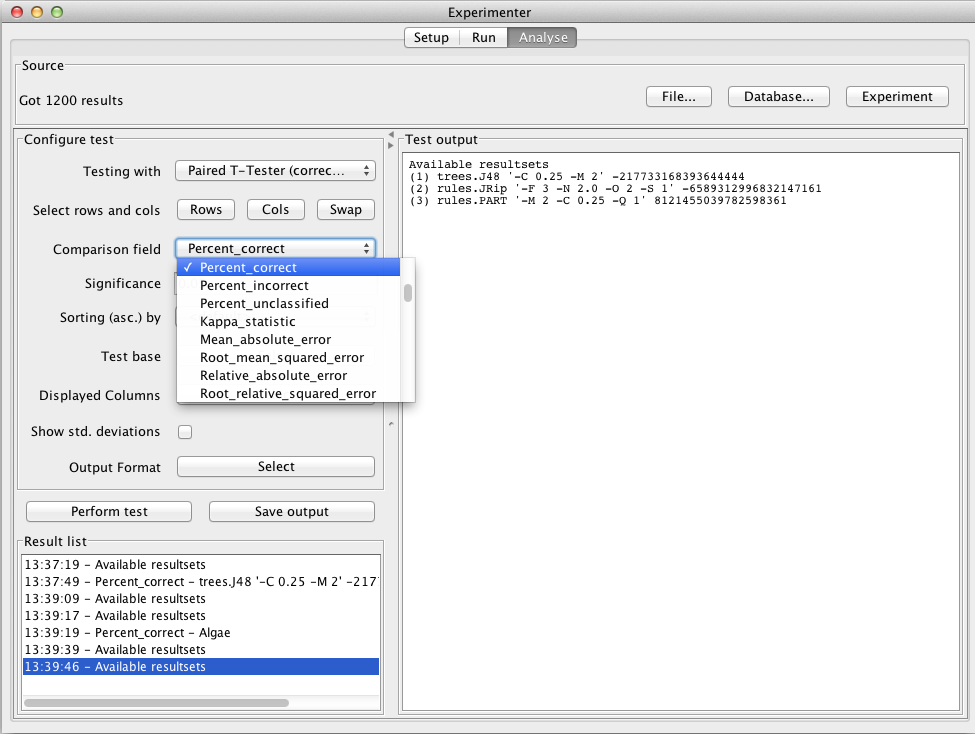 Experimenter
Setup Run Analyse
Source
Got 1200 results
File... Database... Experiment
Configure test
Testing with Paired T-Tester (correc...
Select rows and cols Rows Cols Swap
Comparison field Percent_correct
✓ Percent_correct
Percent_incorrect
Significance
Percent_unclassified
Sorting (asc.) by
Kappa_statistic
Mean_absolute_error
Test base
Root_mean_squared_error
Relative_absolute_error
Displayed Columns
Root_relative_squared_error
Show std. deviations
Output Format Select
Perform test Save output
Result list
13:37:19 - Available resultsets
13:37:49 - Percent_correct - trees.J48 '-C 0.25 -M 2' -217
13:39:09 - Available resultsets
13:39:17 - Available resultsets
13:39:19 - Percent_correct - Algae
13:39:39 - Available resultsets
13:39:46 - Available resultsets
Test output
Available resultsets
(1) trees.J48 '-C 0.25 -M 2' -217733168393644444
(2) rules.JRip '-F 3 -N 2.0 -O 2 -S 1' -6589312996832147161
(3) rules.PART '-M 2 -C 0.25 -Q 1' 8121455039782598361